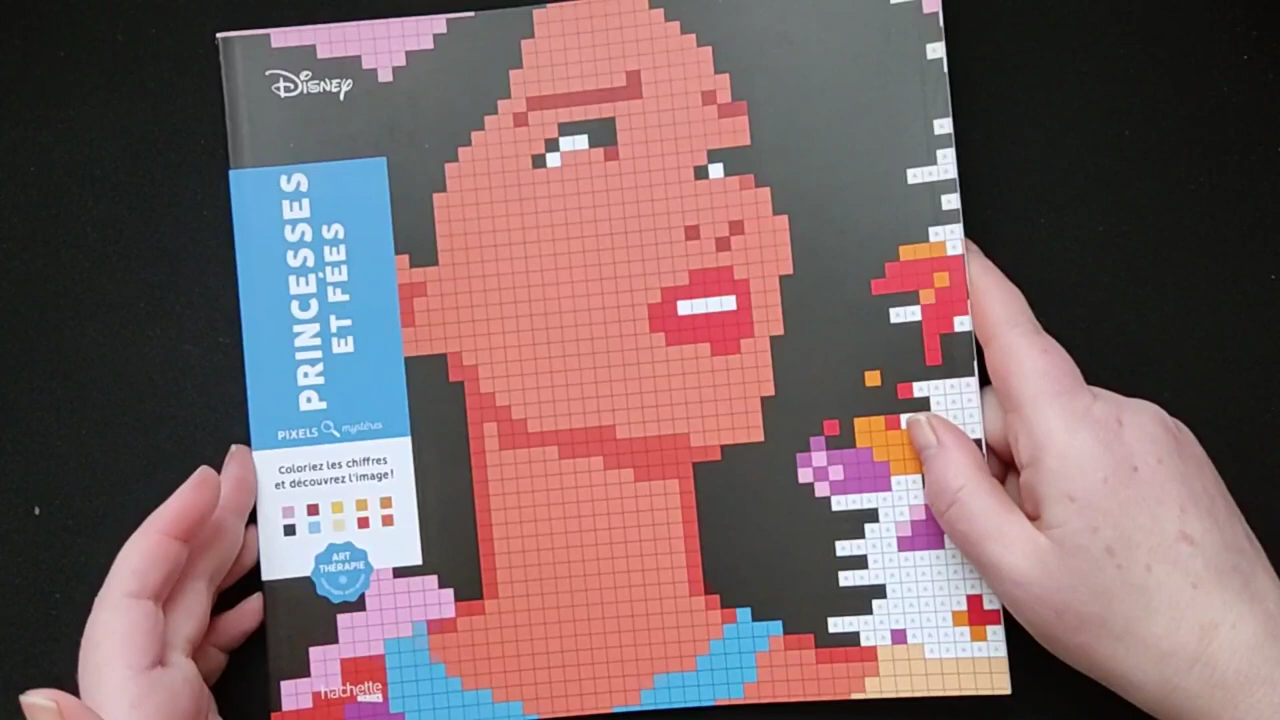 Disney
PRINCESSES
ET FÉES
PIXELS mystères
Coloriez les chiffres
et découvrez l'image!
ART
THÉRAPIE
hachette